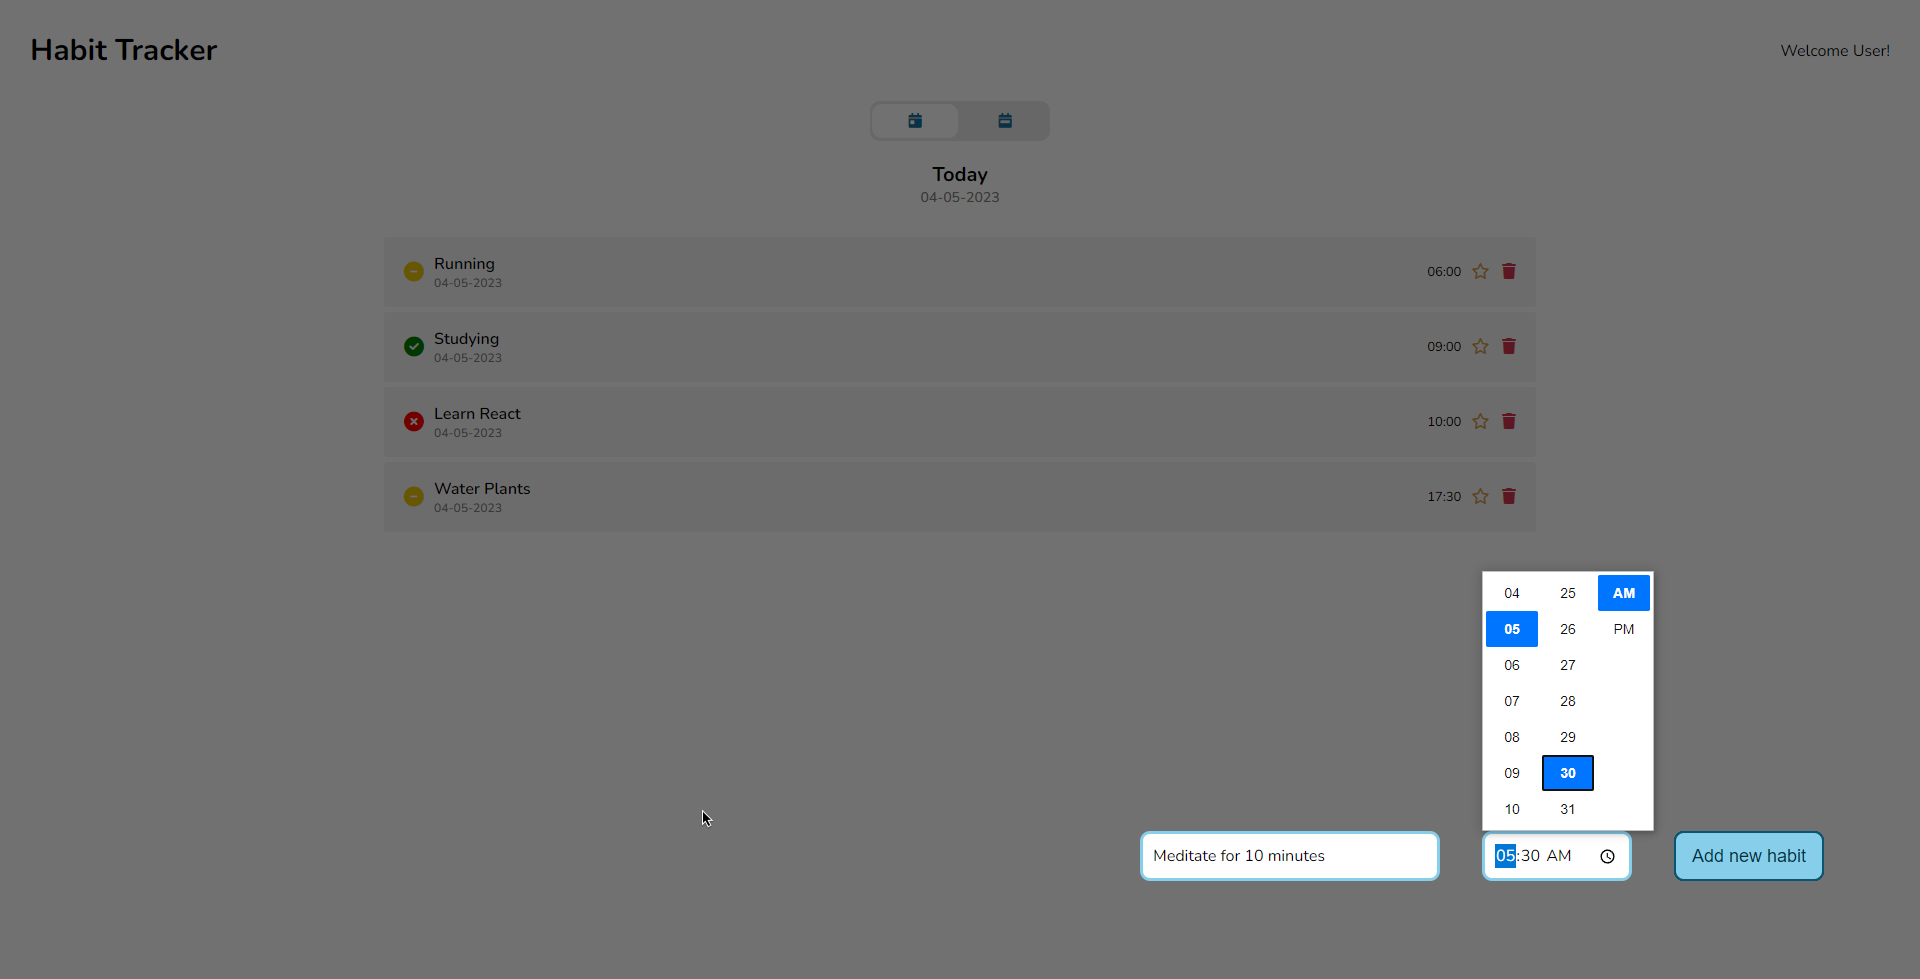 Habit Tracker
Welcome User!
Today
04-05-2023
Running
04-05-2023
06:00
Studying
04-05-2023
09:00
Learn React
04-05-2023
10:00
Water Plants
04-05-2023
17:30
04 25 AM
05 26 PM
06 27
07 28
08 29
09 30
10 31
Meditate for 10 minutes
05:30 AM
Add new habit